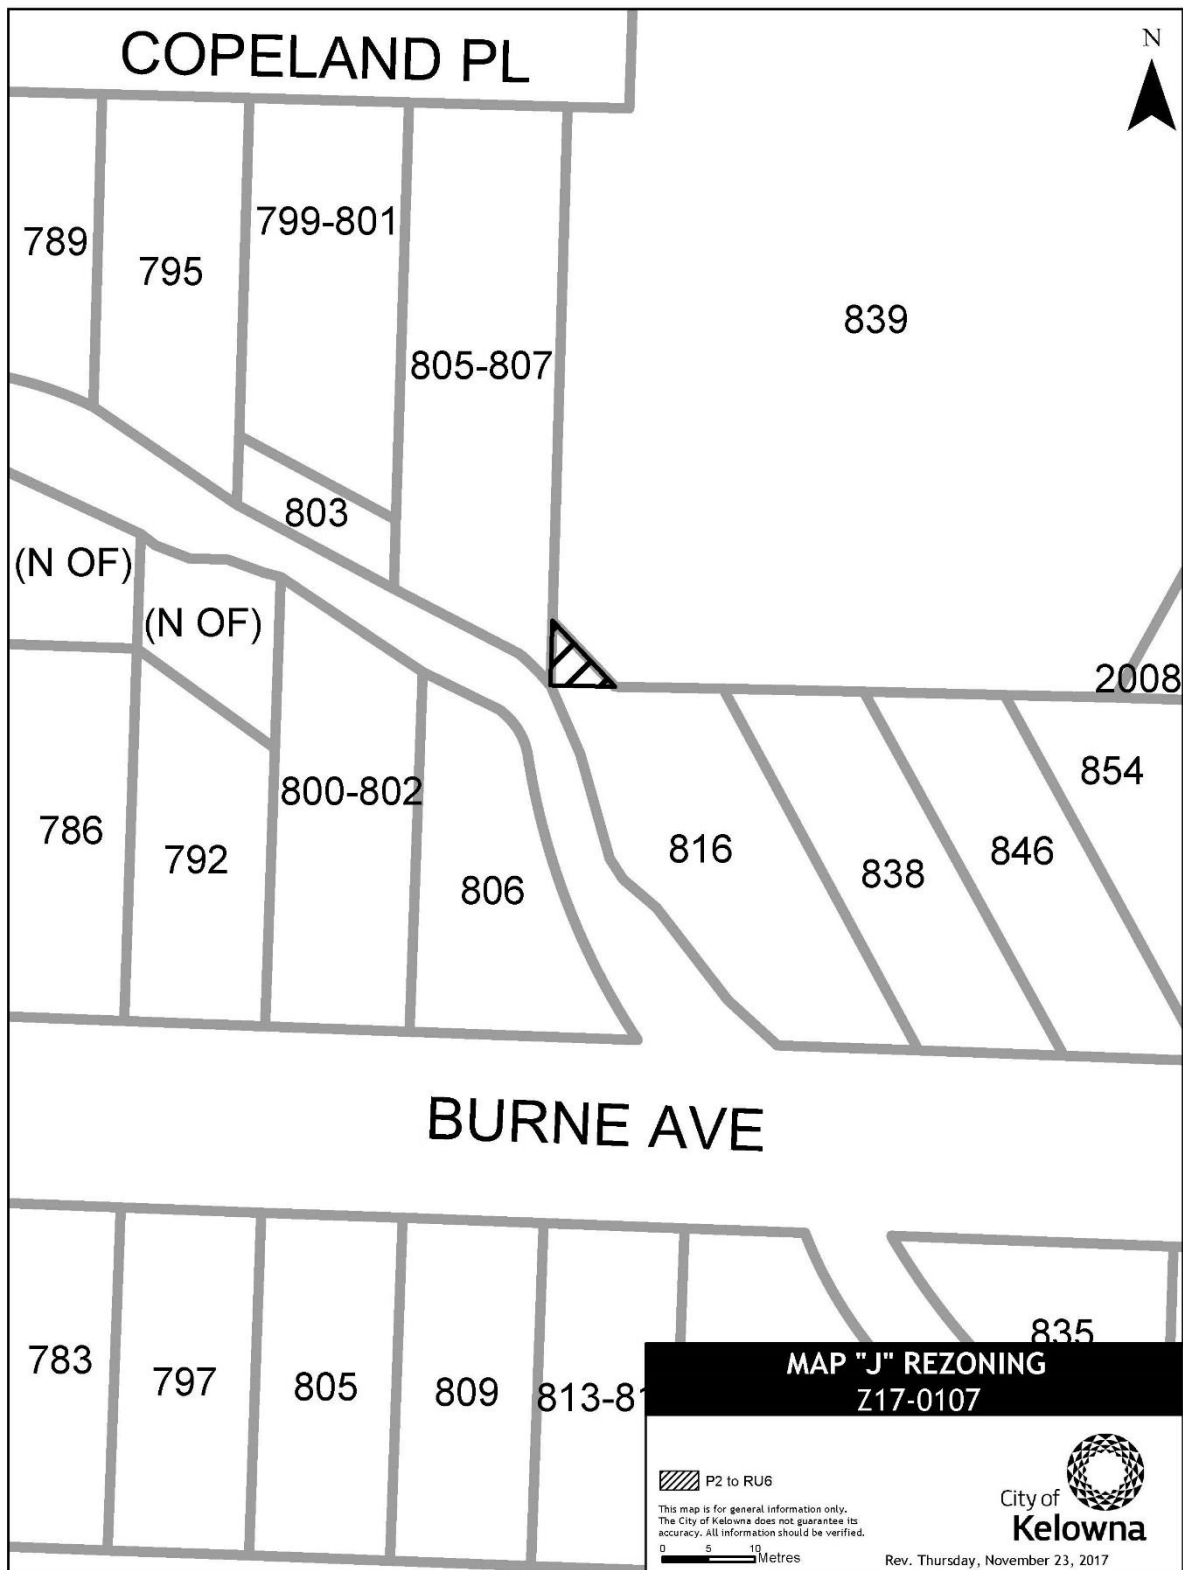 COPELAND PL
N
789
795
799-801
805-807
839
803
(N OF)
(N OF)
2008
786
792
800-802
806
816
838
846
854
BURNE AVE
783
797
805
809
813-81
835
MAP "J" REZONING
Z17-0107
P2 to RU6
This map is for general information only.
The City of Kelowna does not guarantee its
accuracy. All information should be verified.
0 5 10
Metres
City of
Kelowna
Rev. Thursday, November 23, 2017